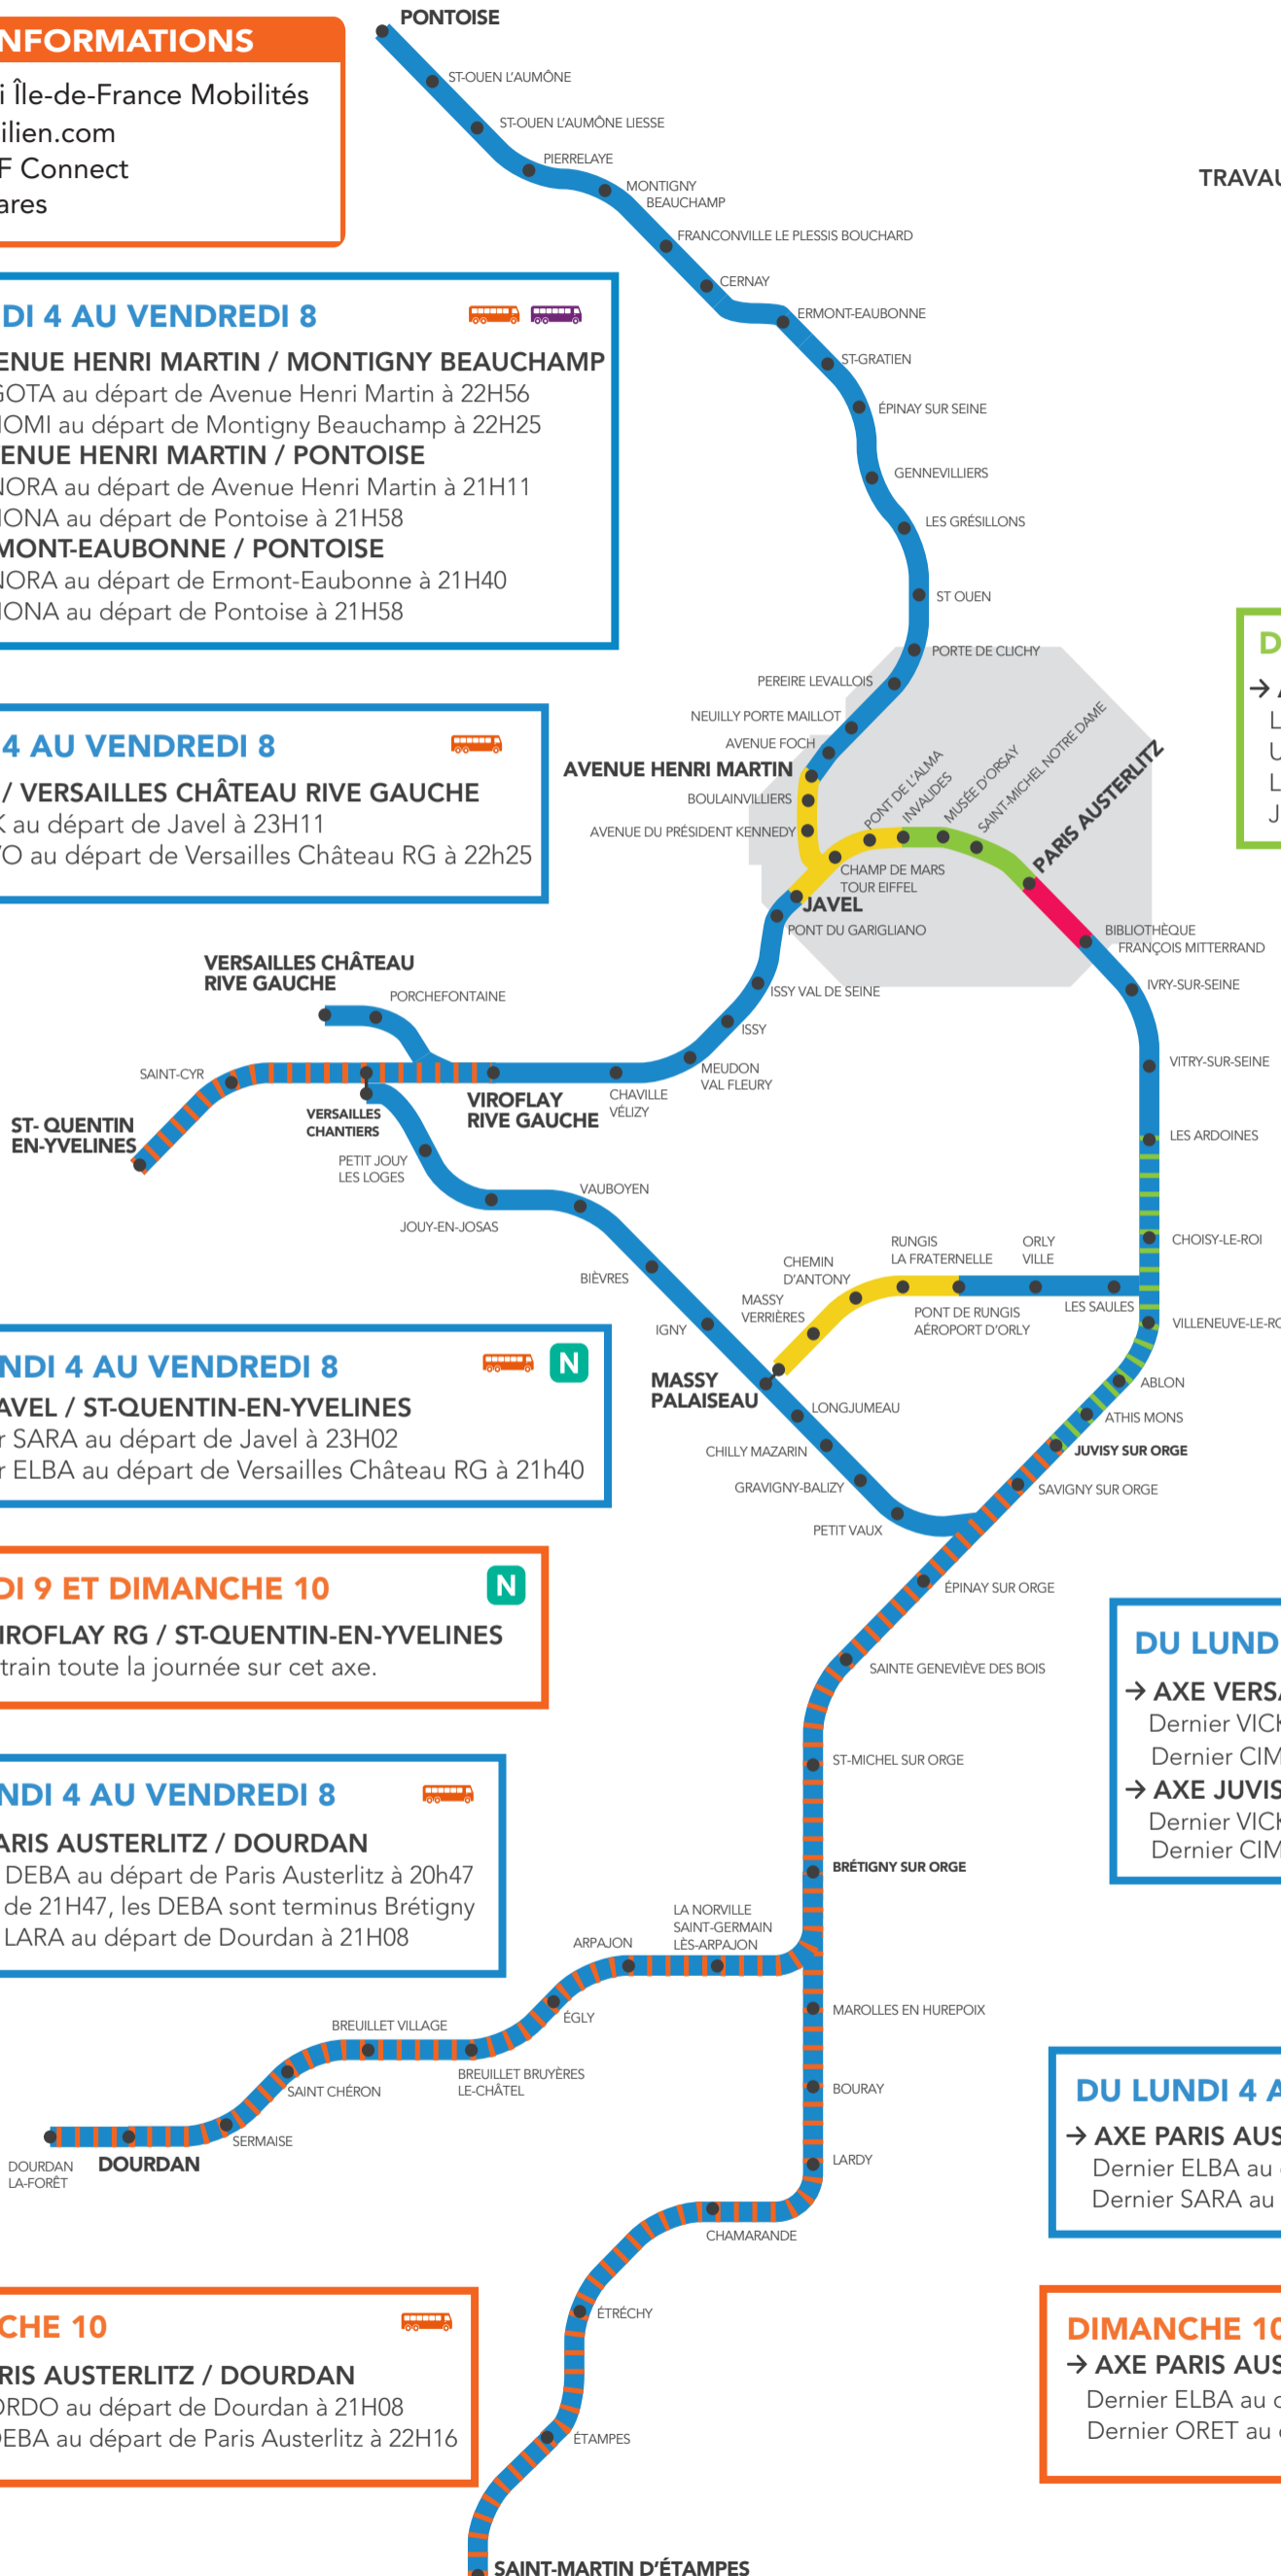 NFORMATIONS
i Île-de-France Mobilités
ilien.com
F Connect
ares
PONTOISE
ST-OUEN L'AUMÔNE
ST-OUEN L'AUMÔNE LIESSE
PIERRELAYE
MONTIGNY
BEAUCHAMP
FRANCONVILLE LE PLESSIS BOUCHARD
CERNAY
ERMONT-EAUBONNE
ST-GRATIEN
ÉPINAY SUR SEINE
GENNEVILLIERS
LES GRÉSILLONS
ST OUEN
PORTE DE CLICHY
PEREIRE LEVALLOIS
NEUILLY PORTE MAILLOT
AVENUE FOCH
AVENUE HENRI MARTIN
BOULAINVILLIERS
AVENUE DU PRÉSIDENT KENNEDY
TRAVAU
DI 4 AU VENDREDI 8
ENUE HENRI MARTIN / MONTIGNY BEAUCHAMP
GOTA au départ de Avenue Henri Martin à 22H56
NOMI au départ de Montigny Beauchamp à 22H25
ENUE HENRI MARTIN / PONTOISE
NORA au départ de Avenue Henri Martin à 21H11
NONA au départ de Pontoise à 21H58
MONT-EAUBONNE / PONTOISE
NORA au départ de Ermont-Eaubonne à 21H40
NONA au départ de Pontoise à 21H58
4 AU VENDREDI 8
/ VERSAILLES CHÂTEAU RIVE GAUCHE
K au départ de Javel à 23H11
O au départ de Versailles Château RG à 22h25
CHAMP DE MARS
TOUR EIFFEL
PONT DE L'ALMA
INVALIDES
MUSÉE D'ORSAY
SAINT-MICHEL NOTRE DAME
PARIS AUSTERLITZ
D
→
L
U
L
J
JAVEL
PONT DU GARIGLIANO
ISSY VAL DE SEINE
ISSY
MEUDON
VAL FLEURY
CHAVILLE
VÉLIZY
VIROFLAY
RIVE GAUCHE
PORCHEFONTAINE
VERSAILLES CHÂTEAU
RIVE GAUCHE
VERSAILLES
CHANTIERS
SAINT-CYR
ST- QUENTIN
EN-YVELINES
PETIT JOUY
LES LOGES
JOUY-EN-JOSAS
VAUBOYEN
BIÈVRES
IGNY
MASSY
PALAISEAU
MASSY
VERRIÈRES
CHEMIN
D'ANTONY
RUNGIS
LA FRATERNELLE
PONT DE RUNGIS
AÉROPORT D'ORLY
ORLY
VILLE
LES SAULES
BIBLIOTHÈQUE
FRANÇOIS MITTERRAND
IVRY-SUR-SEINE
VITRY-SUR-SEINE
LES ARDOINES
CHOISY-LE-ROI
VILLENEUVE-LE-RO
ABLON
ATHIS MONS
JUVISY SUR ORGE
SAVIGNY SUR ORGE
LONGJUMEAU
CHILLY MAZARIN
GRAVIGNY-BALIZY
PETIT VAUX
ÉPINAY SUR ORGE
SAINTE GENEVIÈVE DES BOIS
ST-MICHEL SUR ORGE
BRÉTIGNY SUR ORGE
NDI 4 AU VENDREDI 8
N
AVEL / ST-QUENTIN-EN-YVELINES
r SARA au départ de Javel à 23H02
r ELBA au départ de Versailles Château RG à 21h40
DI 9 ET DIMANCHE 10
N
IROFLAY RG / ST-QUENTIN-EN-YVELINES
train toute la journée sur cet axe.
NDI 4 AU VENDREDI 8
ARIS AUSTERLITZ / DOURDAN
DEBA au départ de Paris Austerlitz à 20h47
de 21H47, les DEBA sont terminus Brétigny
LARA au départ de Dourdan à 21H08
DU LUND
→ AXE VERSA
Dernier VICK
Dernier CIM
→ AXE JUVIS
Dernier VICK
Dernier CIM
LA NORVILLE
SAINT-GERMAIN
LÈS-ARPAJON
ARPAJON
ÉGLY
BREUILLET BRUYÈRES
LE-CHÂTEL
BREUILLET VILLAGE
SAINT CHÉRON
SERMAISE
DOURDAN
DOURDAN
LA-FORÊT
MAROLLES EN HUREPOIX
BOURAY
LARDY
CHAMARANDE
ÉTRÉCHY
ÉTAMPES
SAINT-MARTIN D'ÉTAMPES
DU LUNDI 4 A
→ AXE PARIS AUS
Dernier ELBA au
Dernier SARA au
CHE 10
RIS AUSTERLITZ / DOURDAN
ORDO au départ de Dourdan à 21H08
DEBA au départ de Paris Austerlitz à 22H16
DIMANCHE 10
→ AXE PARIS AUS
Dernier ELBA au d
Dernier ORET au